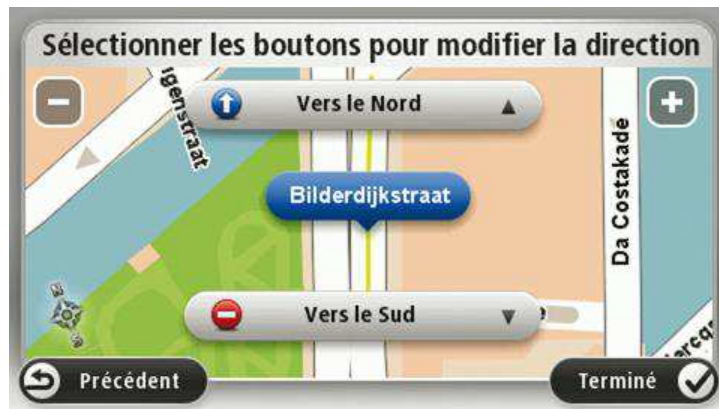 Sélectionner les boutons pour modifier la direction
Vers le Nord
Bilderdijkstraat
Da Costakade
Vers le Sud
Précédent
Terminé